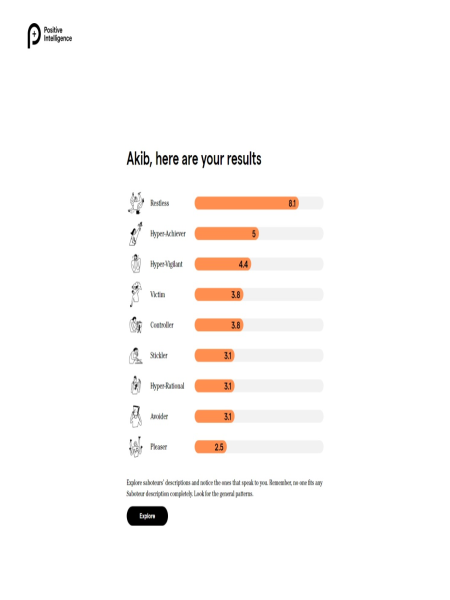 Positive
Intelligence
Akib, here are your results
Restless 8.1
Hyper-Achiever 5
Hyper-Vigilant 4.4
Victim 3.8
Controller 3.8
Stickler 3.1
Hyper-Rational 3.1
Avoider 3.1
Pleaser 2.5
Explore saboteurs' descriptions and notice the ones that speak to you. Remember, no one fits any
Saboteur description completely. Look for the general patterns.
Explore